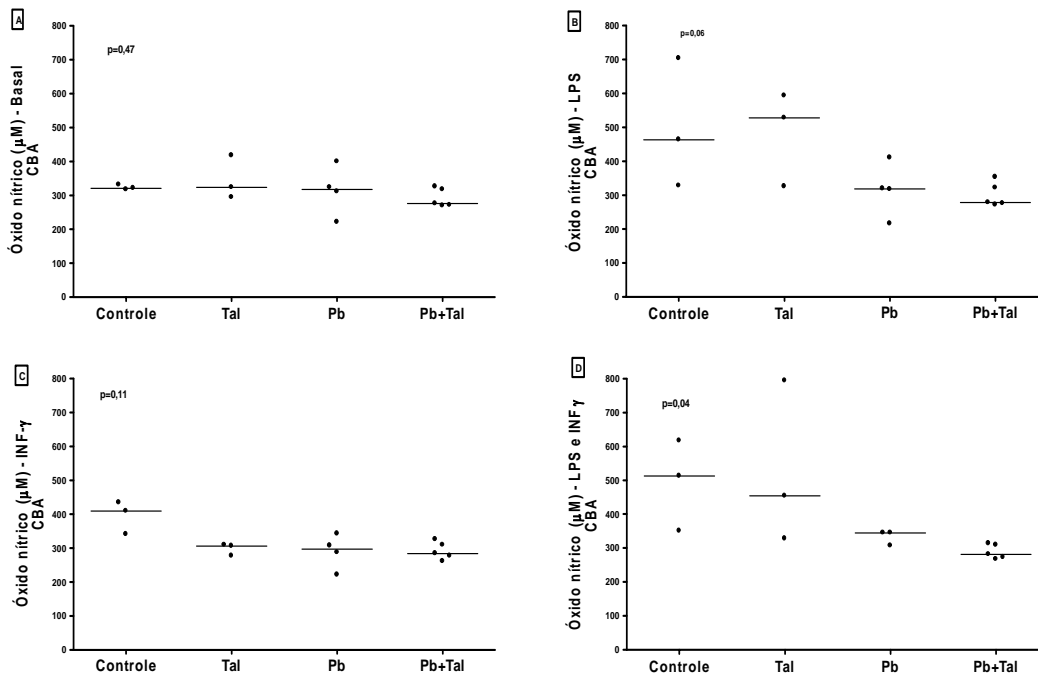 A
p=0,47
Óxido nítrico (µM) - Basal
CBA
800
700
600
500
400
300
200
100
0
Controle Tal Pb Pb+Tal
B
p=0,06
Óxido nítrico (µM) - LPS
CBA
800
700
600
500
400
300
200
100
0
Controle Tal Pb Pb+Tal
C
p=0,11
Óxido nítrico (µM) - INF-γ
CBA
800
700
600
500
400
300
200
100
0
Controle Tal Pb Pb+Tal
D
p=0,04
Óxido nítrico (µM) - LPS e INFγ
CBA
800
700
600
500
400
300
200
100
0
Controle Tal Pb Pb+Tal